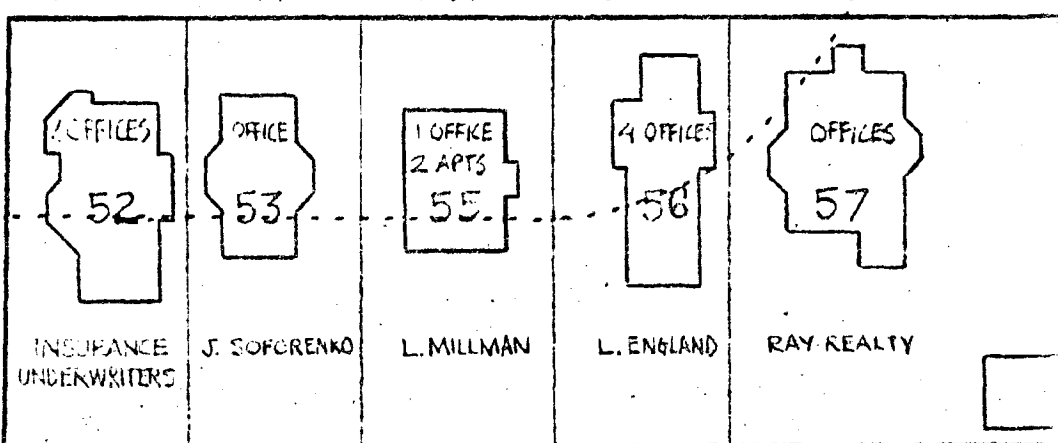 OFFICES
52
INSURANCE
UNDERWRITERS
OFFICE
53
J. SOFORENKO
1 OFFICE
2 APTS
55
L. MILLMAN
4 OFFICES
56
L. ENGLAND
OFFICES
57
RAY REALTY